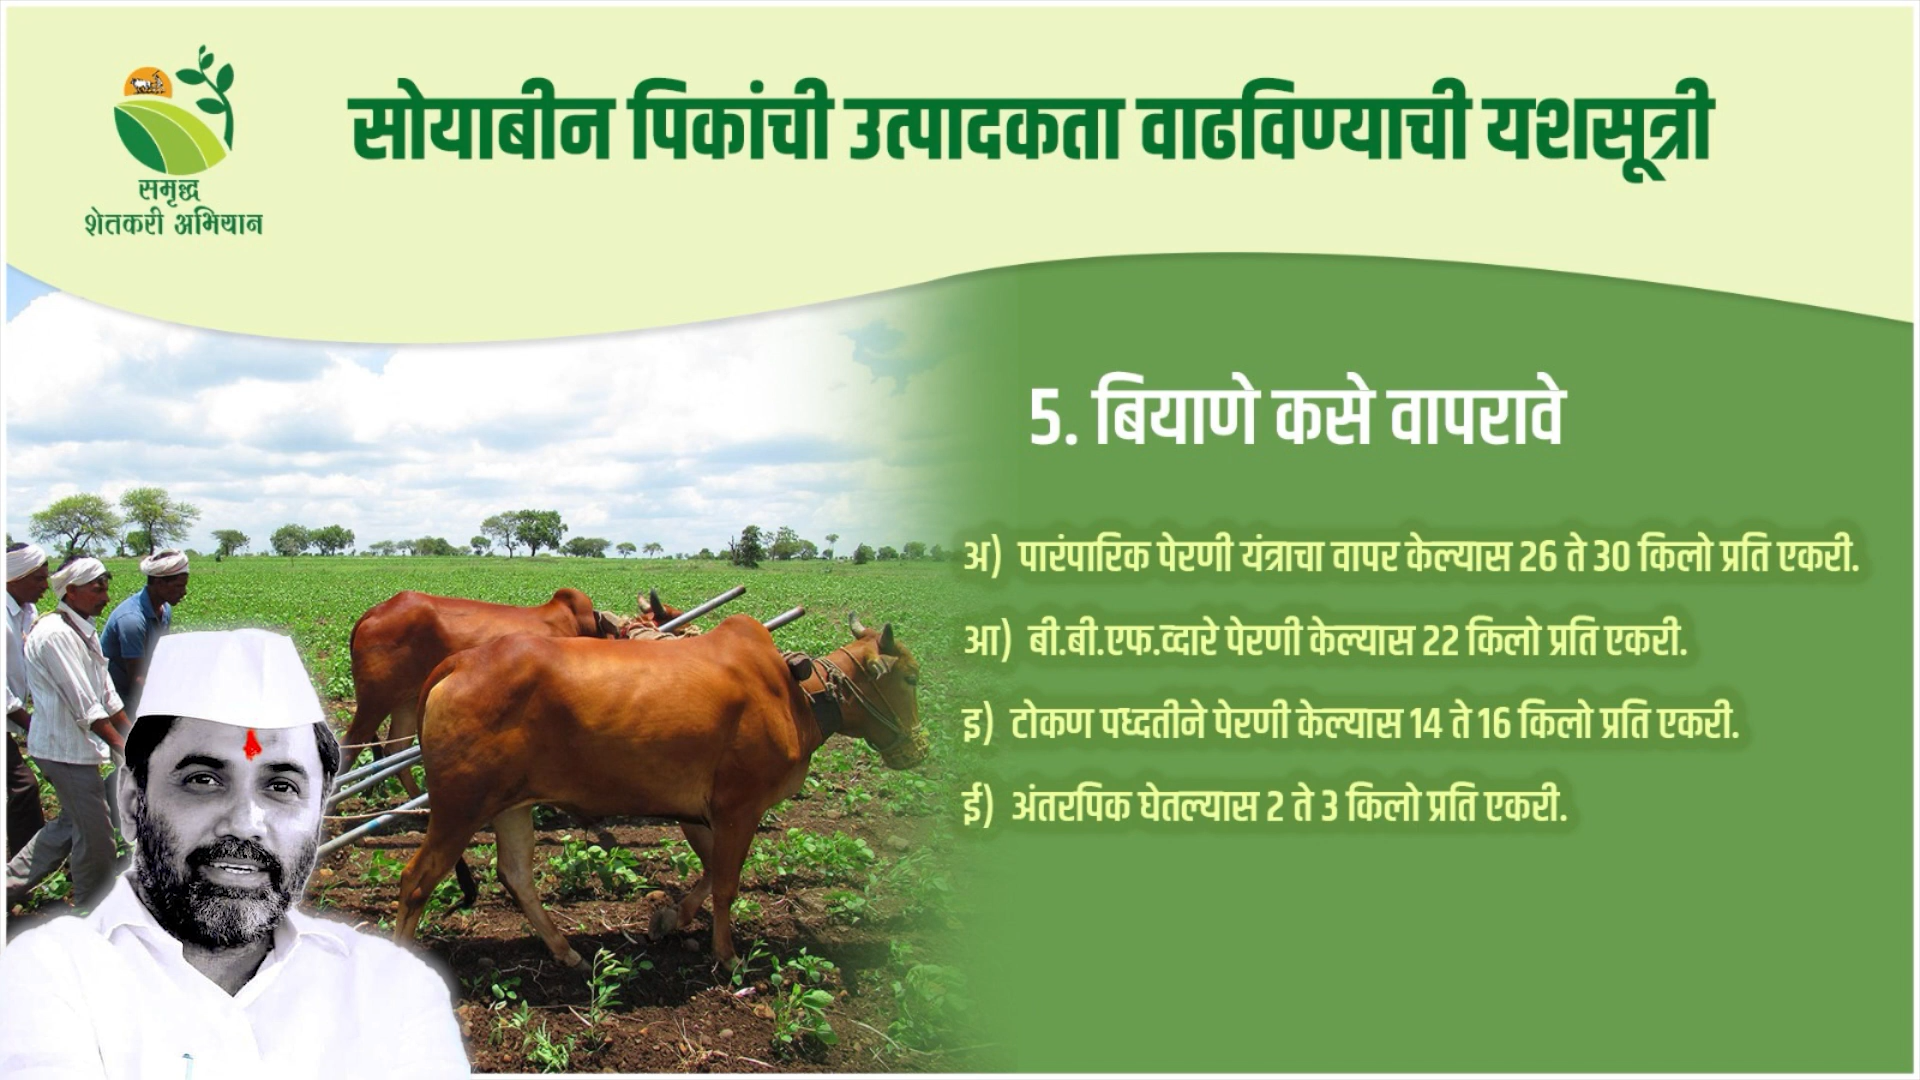 समृद्ध
शेतकरी अभियान
सोयाबीन पिकांची उत्पादकता वाढविण्याची यशसूत्री
5. बियाणे कसे वापरावे
अ) पारंपारिक पेरणी यंत्राचा वापर केल्यास 26 ते 30 किलो प्रति एकरी.
आ) बी.बी.एफ.व्दारे पेरणी केल्यास 22 किलो प्रति एकरी.
इ) टोकण पध्दतीने पेरणी केल्यास 14 ते 16 किलो प्रति एकरी.
ई) अंतरपिक घेतल्यास 2 ते 3 किलो प्रति एकरी.